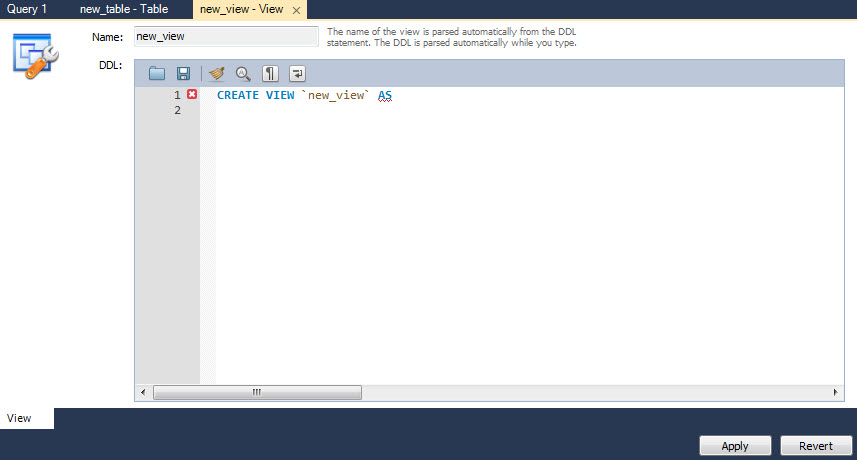 Query 1
new_table - Table
new_view - View
Name:
new_view
The name of the view is parsed automatically from the DDL
statement. The DDL is parsed automatically while you type.
DDL:
1
CREATE VIEW `new_view` AS
2
View
Apply
Revert